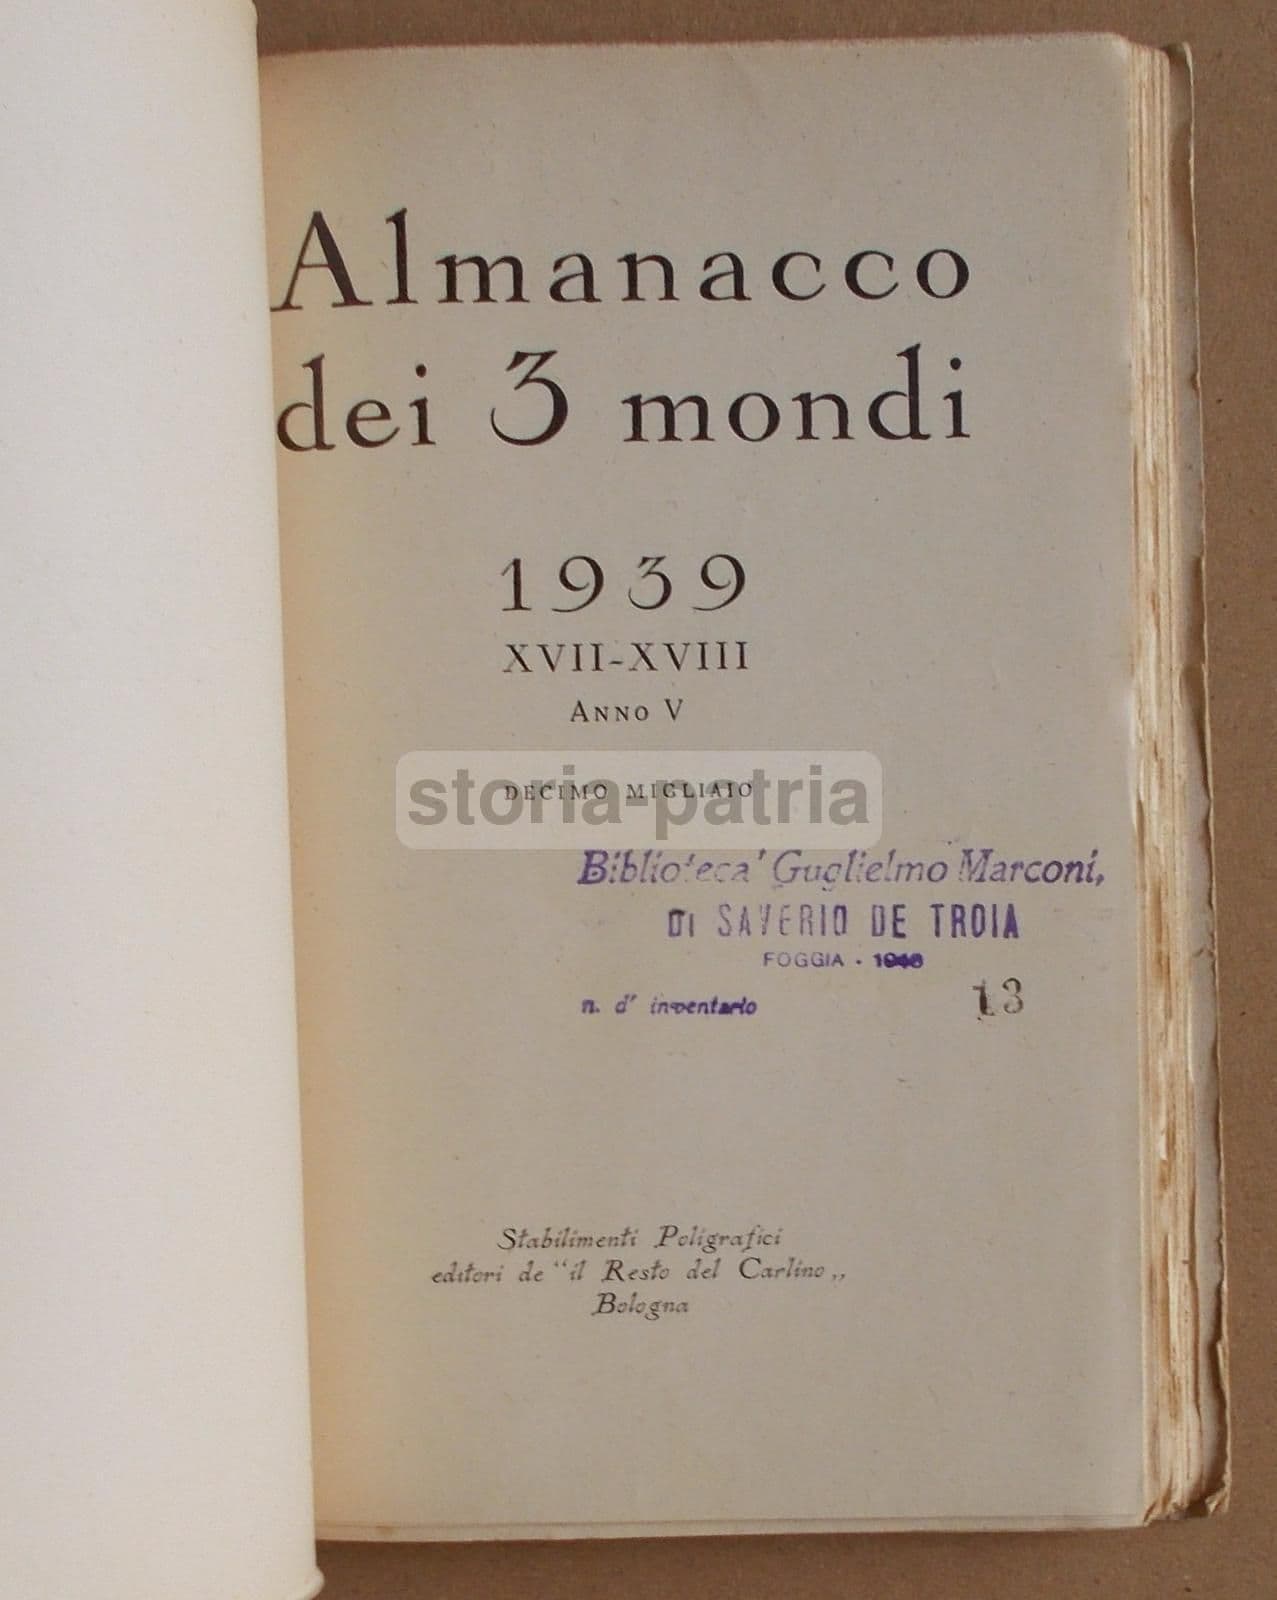 Almanacco
dei 3 mondi
1939
XVII-XVIII
ANNO V
DECIMO MIGLIAIO
storia-patria
Biblioteca' Guglielmo Marconi,
DI SAVERIO DE TROIA
FOGGIA - 
n. d' inventario 13
Stabilimenti Poligrafici
editori de "il Resto del Carlino„
Bologna